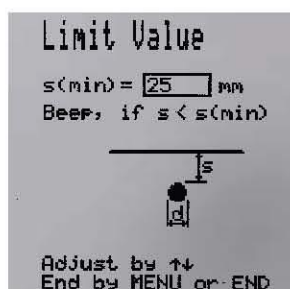 Limit Value
s(min)= 25 mm
Beep, if s < s(min)
s
d
Adjust by ↑↓
End by MENU or END